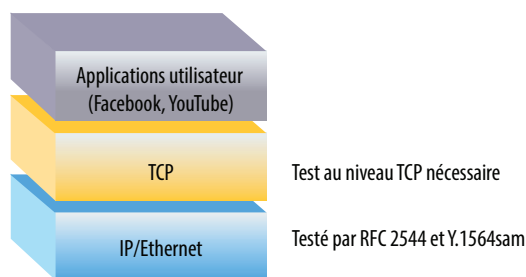 Applications utilisateur
(Facebook, YouTube)
TCP
Test au niveau TCP nécessaire
IP/Ethernet
Testé par RFC 2544 et Y.1564sam